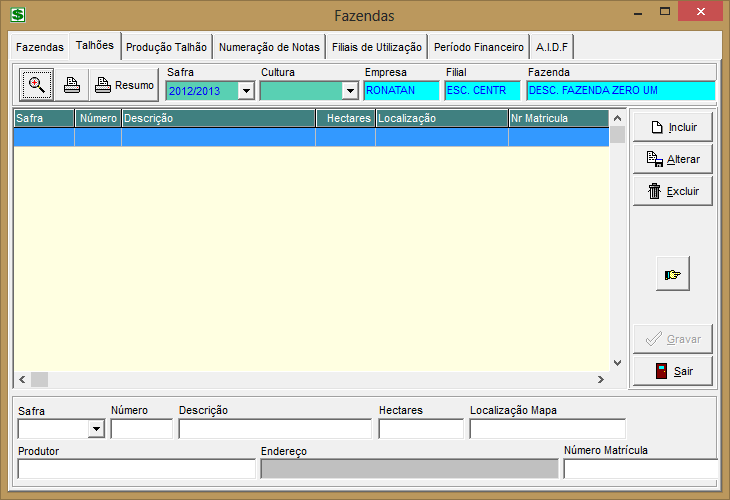 Fazendas
Fazendas Talhões Produção Talhão Numeração de Notas Filiais de Utilização Período Financeiro A.I.D.F
Safra Cultura Empresa Filial Fazenda
Resumo 2012/2013 RONATAN ESC. CENTR DESC. FAZENDA ZERO UM
Safra Número Descrição Hectares Localização Nr Matricula
Incluir
Alterar
Excluir
Gravar
Sair
Safra Número Descrição Hectares Localização Mapa
Produtor Endereço Número Matrícula